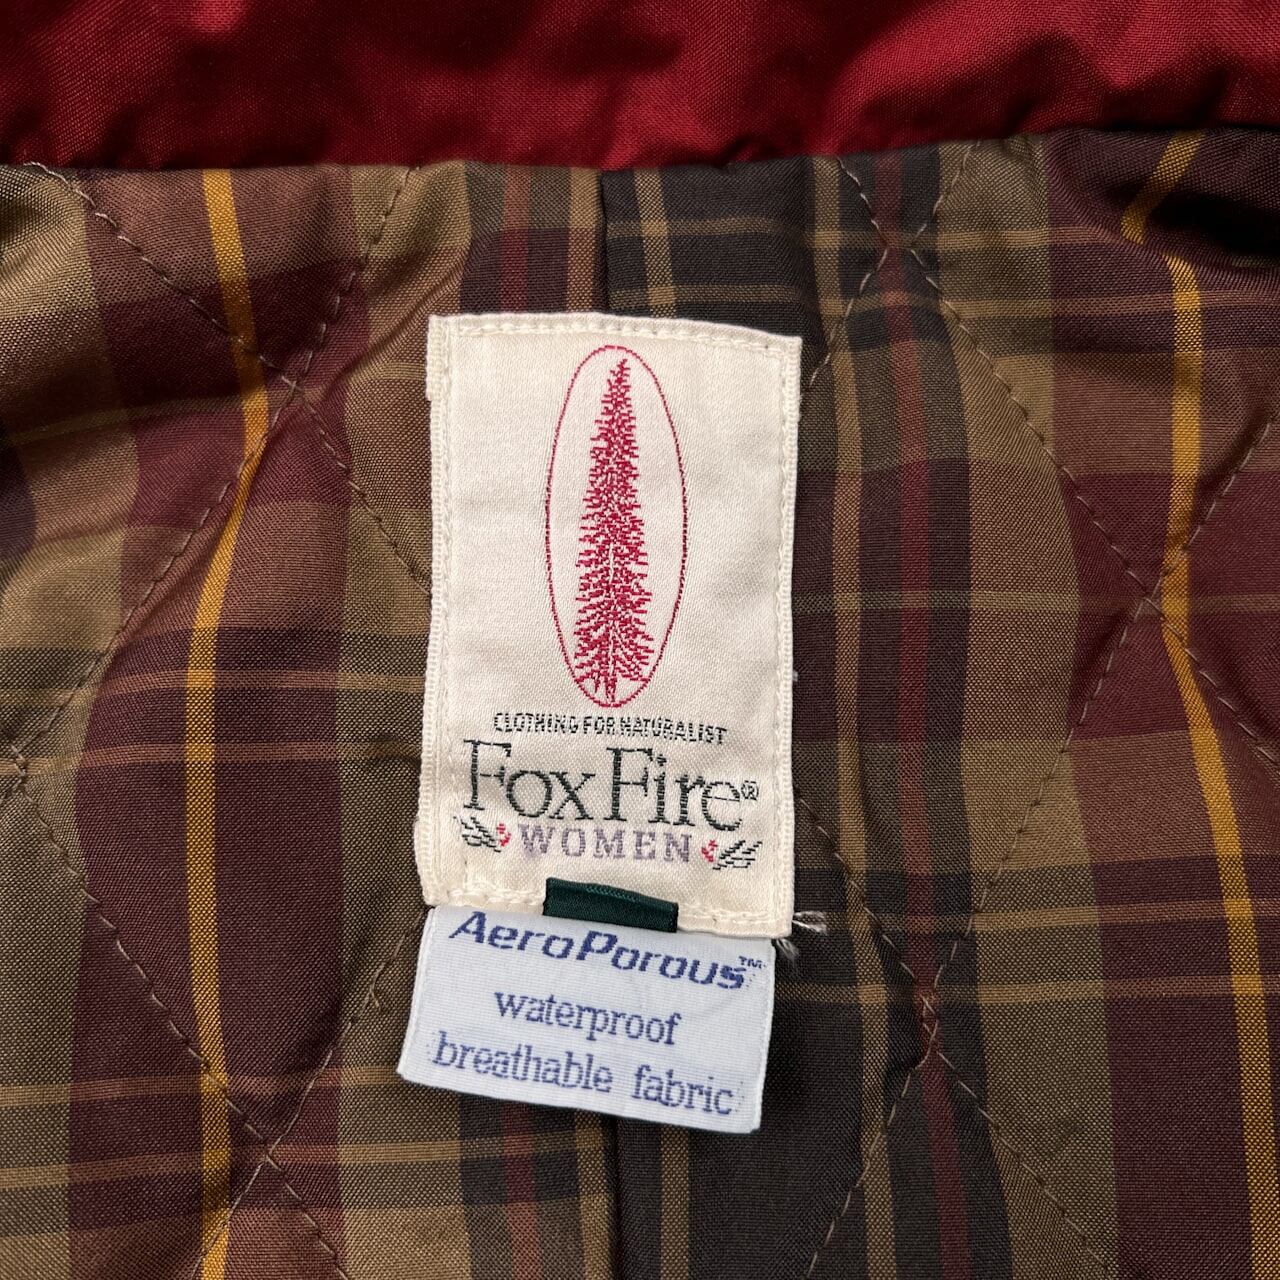 CLOTHING FOR NATURALIST
FoxFire®
WOMEN
AeroPorous™
waterproof
breathable fabric